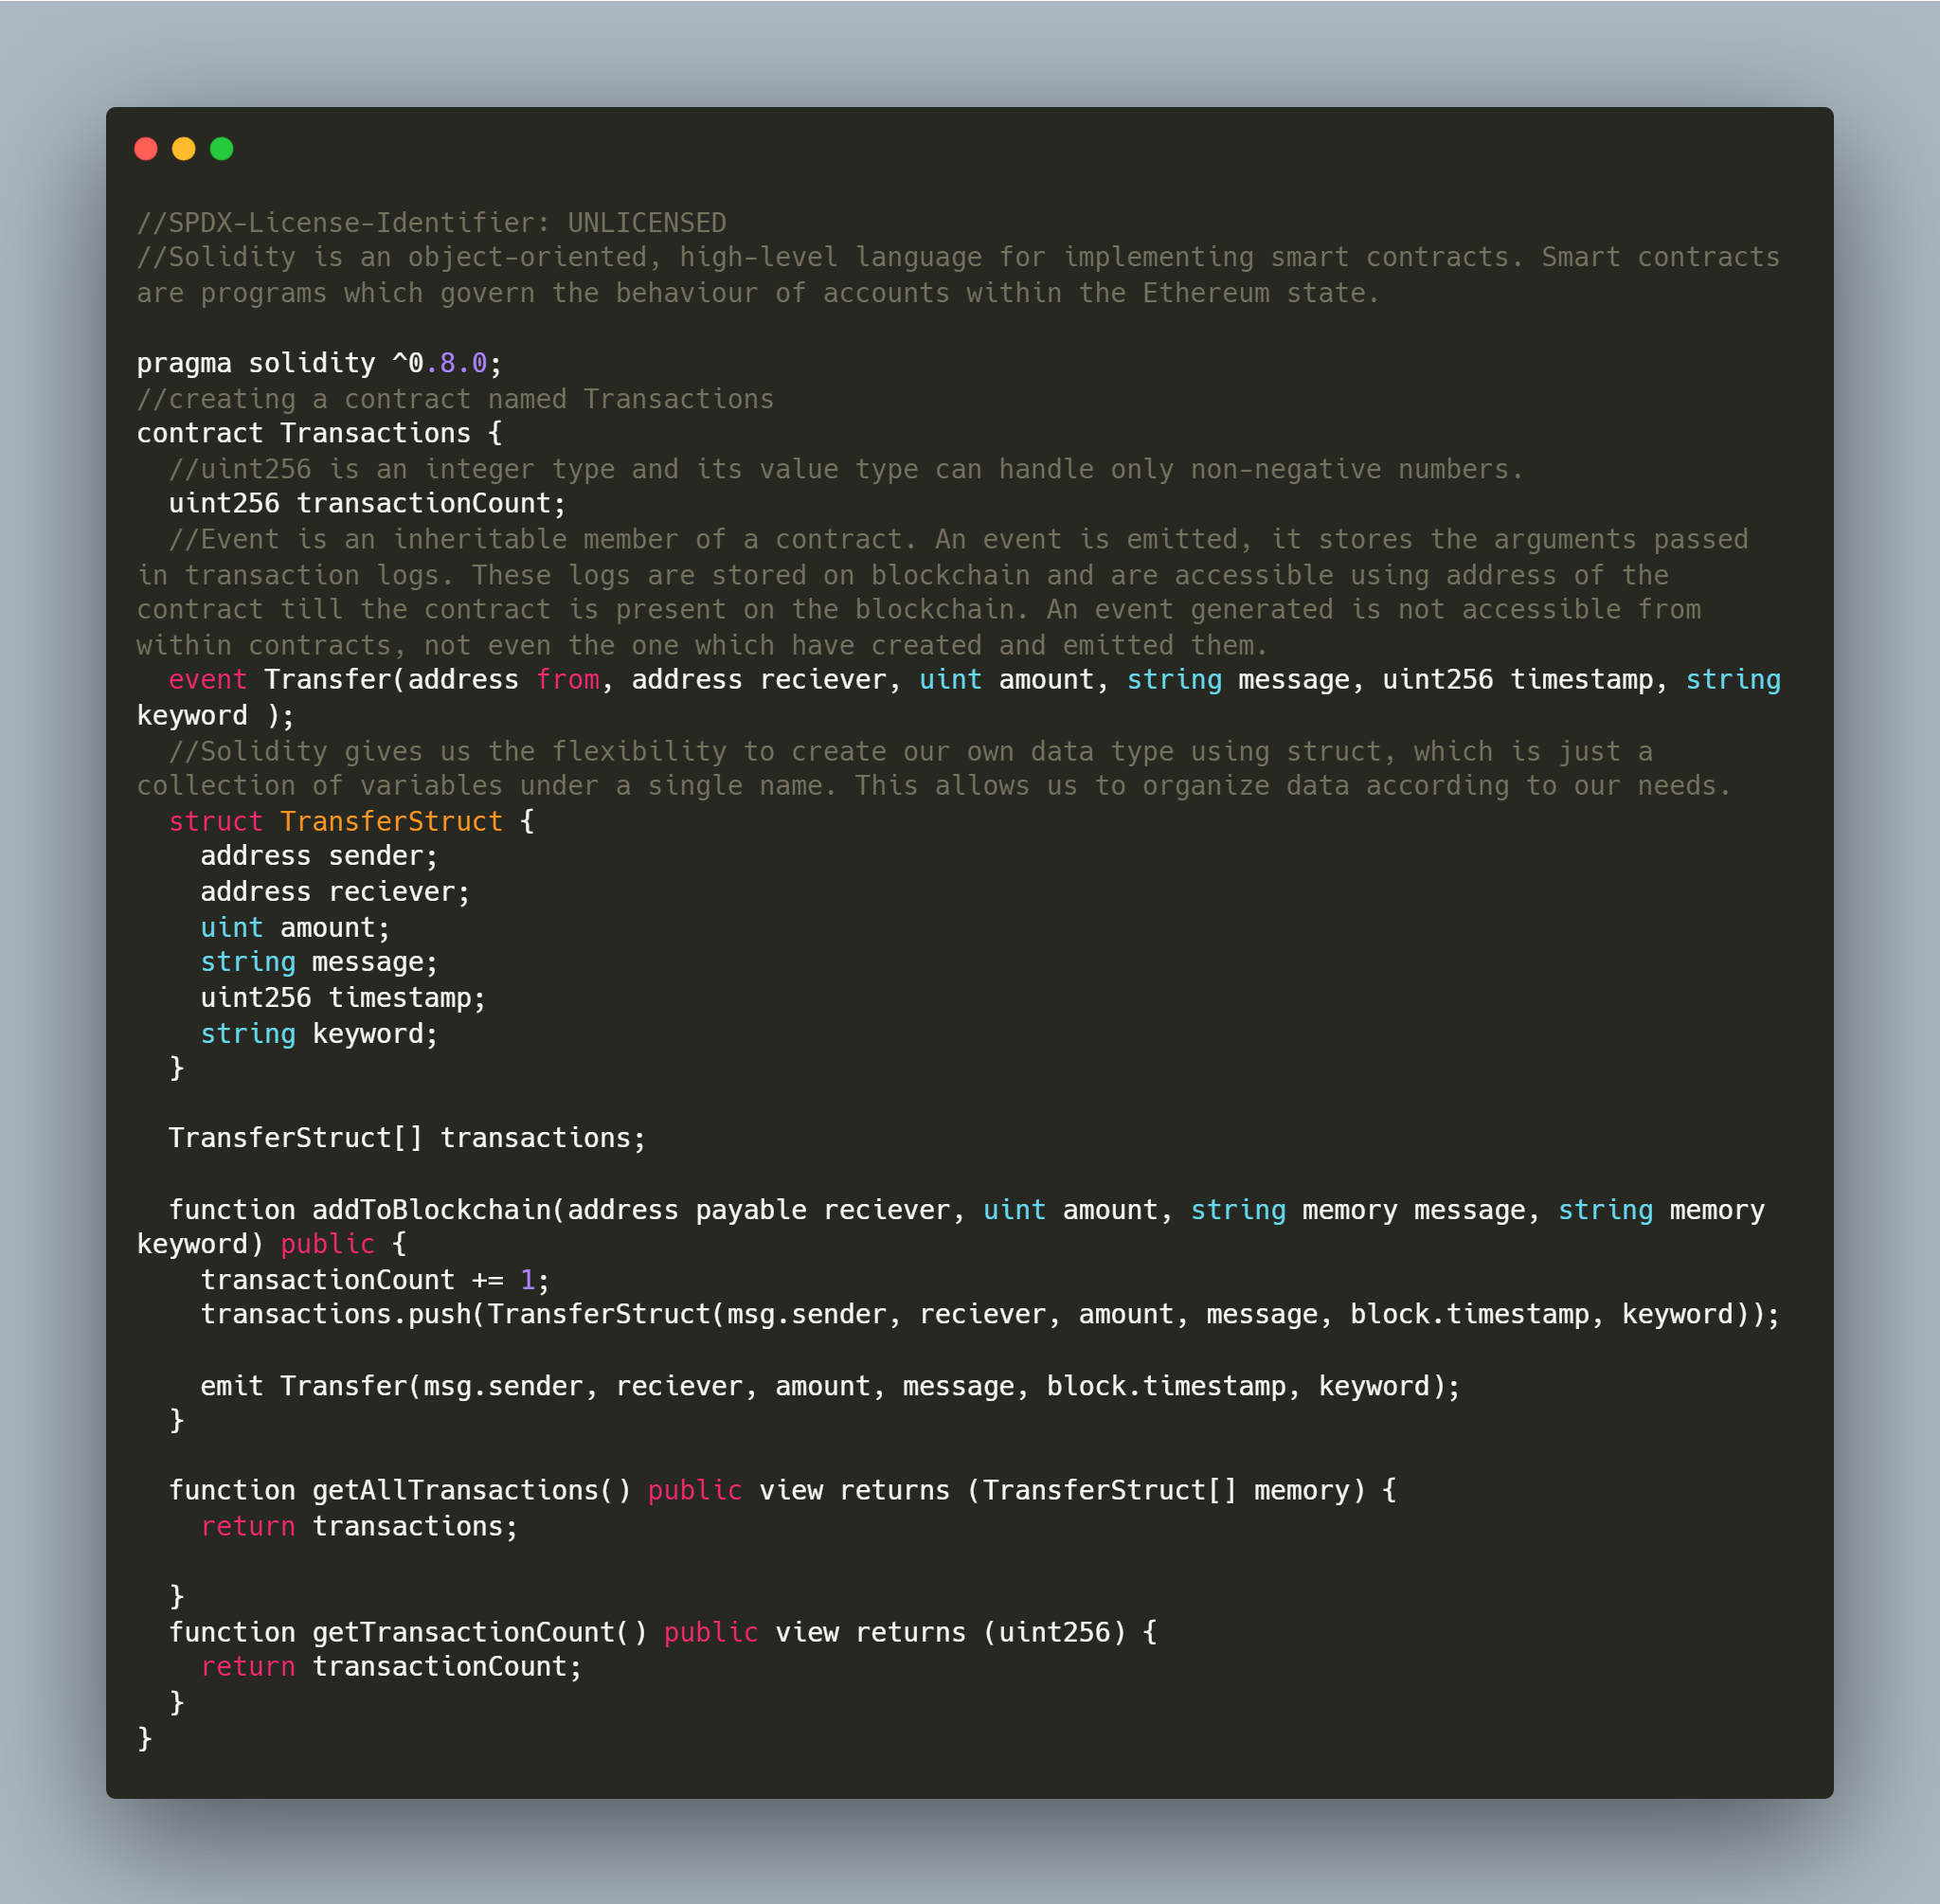 //SPDX-License-Identifier: UNLICENSED
//Solidity is an object-oriented, high-level language for implementing smart contracts. Smart contracts
are programs which govern the behaviour of accounts within the Ethereum state.

pragma solidity ^0.8.0;
//creating a contract named Transactions
contract Transactions {
  //uint256 is an integer type and its value type can handle only non-negative numbers.
  uint256 transactionCount;
  //Event is an inheritable member of a contract. An event is emitted, it stores the arguments passed
in transaction logs. These logs are stored on blockchain and are accessible using address of the
contract till the contract is present on the blockchain. An event generated is not accessible from
within contracts, not even the one which have created and emitted them.
  event Transfer(address from, address reciever, uint amount, string message, uint256 timestamp, string
keyword );
  //Solidity gives us the flexibility to create our own data type using struct, which is just a
collection of variables under a single name. This allows us to organize data according to our needs.
  struct TransferStruct {
    address sender;
    address reciever;
    uint amount;
    string message;
    uint256 timestamp;
    string keyword;
  }

  TransferStruct[] transactions;

  function addToBlockchain(address payable reciever, uint amount, string memory message, string memory
keyword) public {
    transactionCount += 1;
    transactions.push(TransferStruct(msg.sender, reciever, amount, message, block.timestamp, keyword));

    emit Transfer(msg.sender, reciever, amount, message, block.timestamp, keyword);
  }

  function getAllTransactions() public view returns (TransferStruct[] memory) {
    return transactions;

  }
  function getTransactionCount() public view returns (uint256) {
    return transactionCount;
  }
}